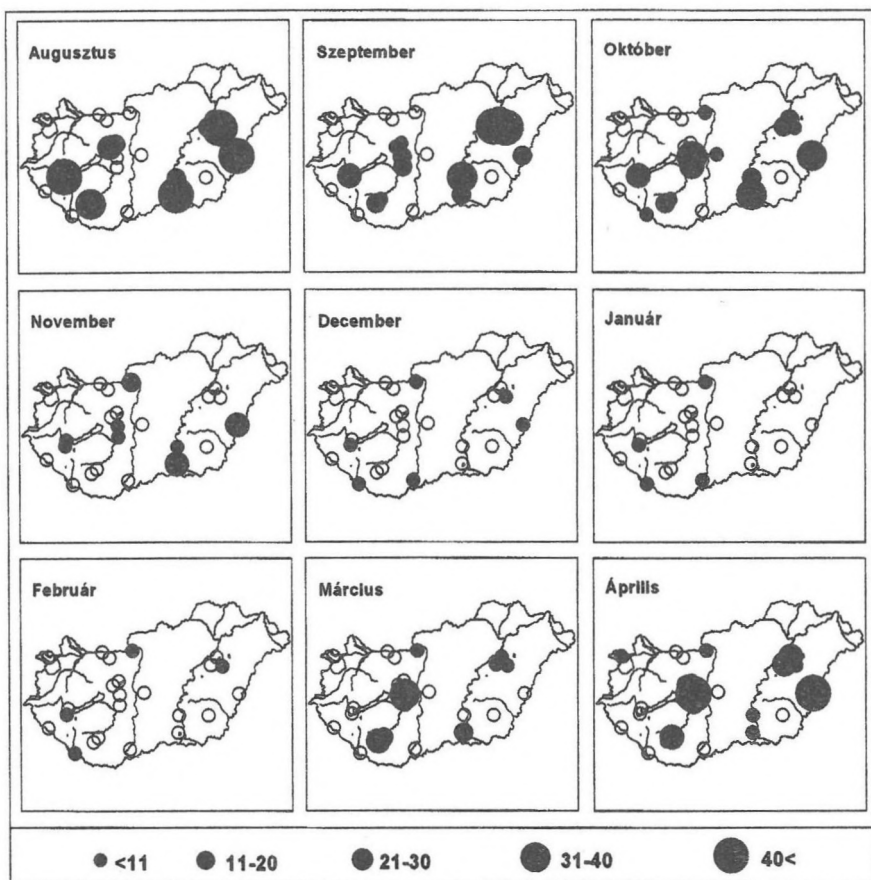 Augusztus
Szeptember
Október
November
December
Január
Február
Március
Április
<11 11-20 21-30 31-40 40<